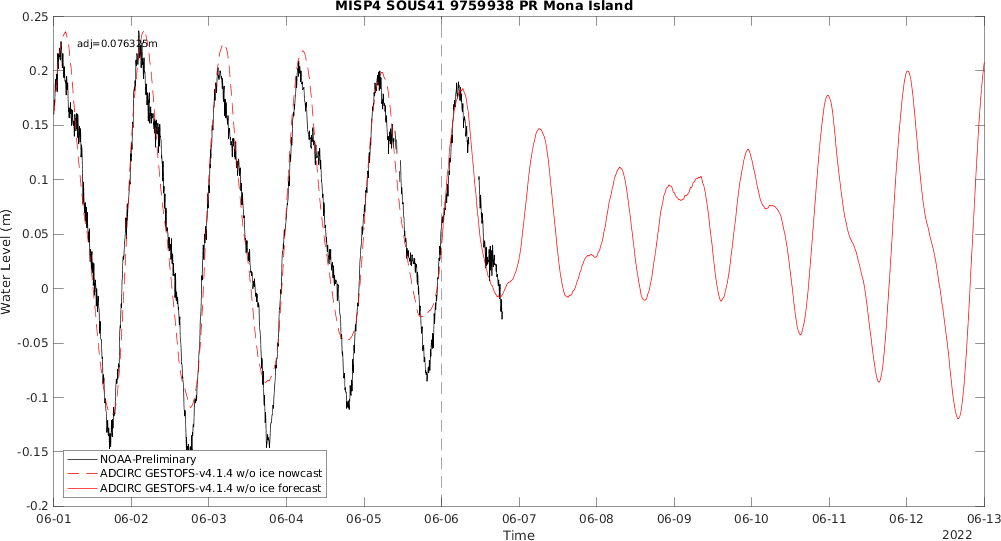 MISP4 SOUS41 9759938 PR Mona Island
adj=0.076325m
Water Level (m)
0.25
0.2
0.15
0.1
0.05
0
-0.05
-0.1
-0.15
-0.2
NOAA-Preliminary
ADCIRC GESTOFS-v4.1.4 w/o ice nowcast
ADCIRC GESTOFS-v4.1.4 w/o ice forecast
06-01 06-02 06-03 06-04 06-05 06-06 06-07 06-08 06-09 06-10 06-11 06-12 06-13
Time
2022